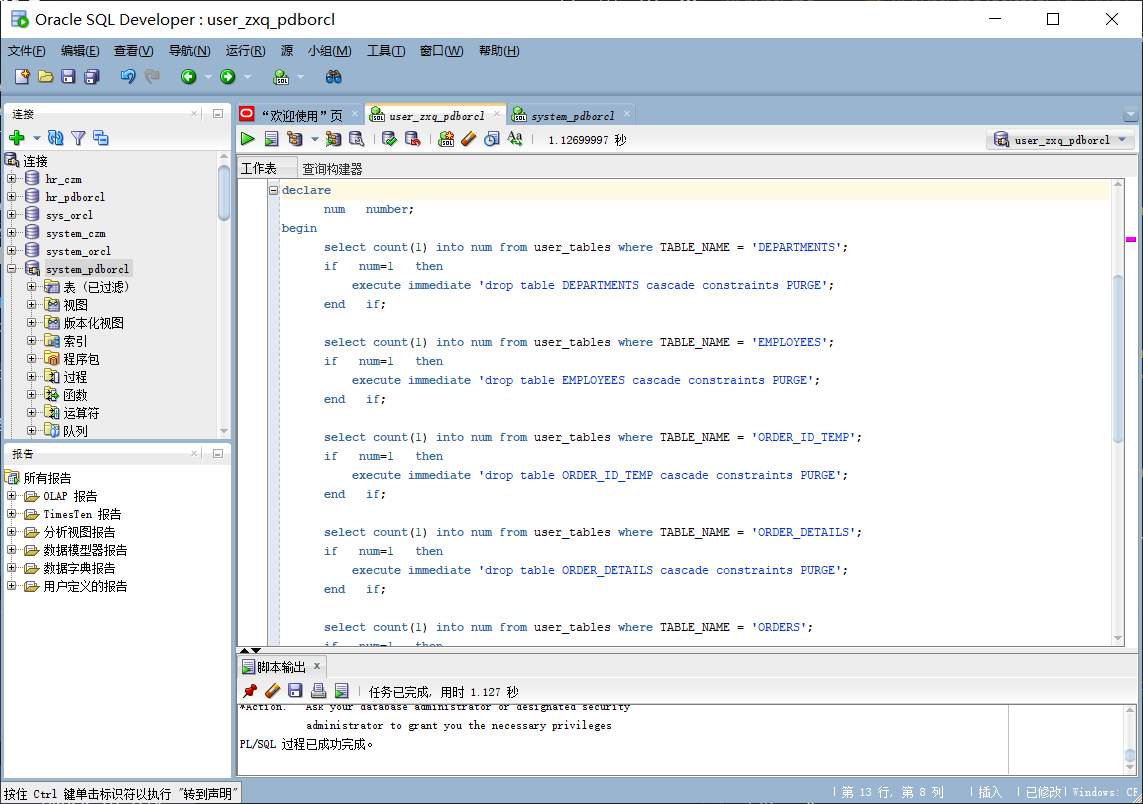 Oracle SQL Developer : user_zxq_pdborcl
文件(F) 编辑(E) 查看(V) 导航(N) 运行(R) 源 小组(M) 工具(T) 窗口(W) 帮助(H)
连接
连接
hr_czm
hr_pdborcl
sys_orcl
system_czm
system_orcl
system_pdborcl
表 (已过滤)
视图
版本化视图
索引
程序包
过程
函数
运算符
队列
报告
所有报告
OLAP 报告
TimesTen 报告
分析视图报告
数据模型器报告
数据字典报告
用户定义的报告
“欢迎使用”页 user_zxq_pdborcl system_pdborcl
1.12699997 秒
user_zxq_pdborcl
工作表 查询构建器
declare
num number;
begin
select count(1) into num from user_tables where TABLE_NAME = 'DEPARTMENTS';
if num=1 then
execute immediate 'drop table DEPARTMENTS cascade constraints PURGE';
end if;
select count(1) into num from user_tables where TABLE_NAME = 'EMPLOYEES';
if num=1 then
execute immediate 'drop table EMPLOYEES cascade constraints PURGE';
end if;
select count(1) into num from user_tables where TABLE_NAME = 'ORDER_ID_TEMP';
if num=1 then
execute immediate 'drop table ORDER_ID_TEMP cascade constraints PURGE';
end if;
select count(1) into num from user_tables where TABLE_NAME = 'ORDER_DETAILS';
if num=1 then
execute immediate 'drop table ORDER_DETAILS cascade constraints PURGE';
end if;
select count(1) into num from user_tables where TABLE_NAME = 'ORDERS';
if num=1 then
脚本输出
任务已完成, 用时 1.127 秒
*Action: Ask your database administrator or designated security
administrator to grant you the necessary privileges
PL/SQL 过程已成功完成。
按住 Ctrl 键单击标识符以执行 "转到声明"
第 13 行, 第 8 列 插入 已修改 Windows: CR